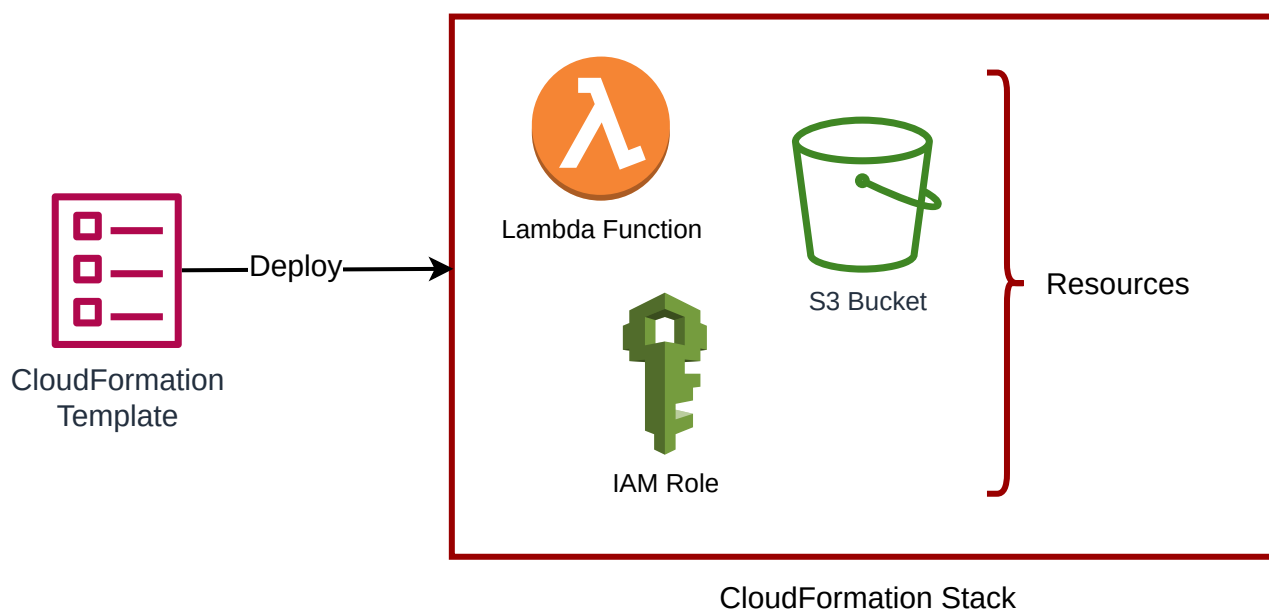 CloudFormation
Template
Deploy
Lambda Function
S3 Bucket
IAM Role
Resources
CloudFormation Stack